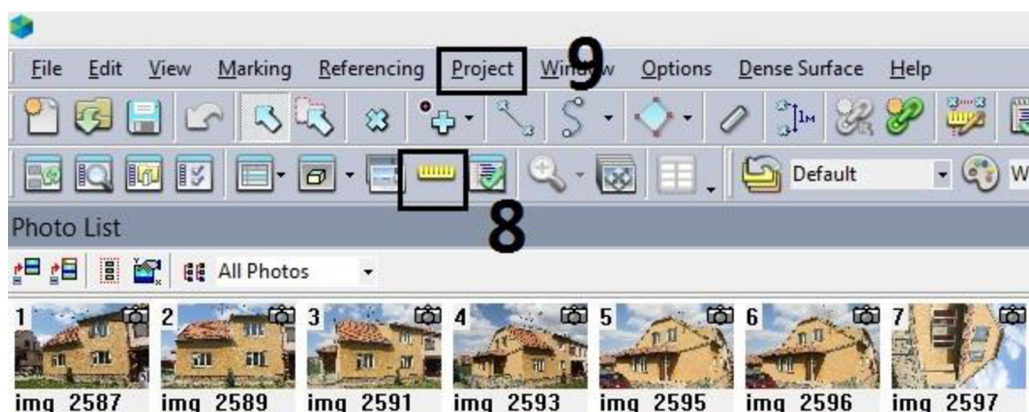 9
File Edit View Marking Referencing Project Window Options Dense Surface Help
1M
Default W
8
Photo List
All Photos
1 2 3 4 5 6 7
img 2587 img 2589 img 2591 img 2593 img 2595 img 2596 img 2597